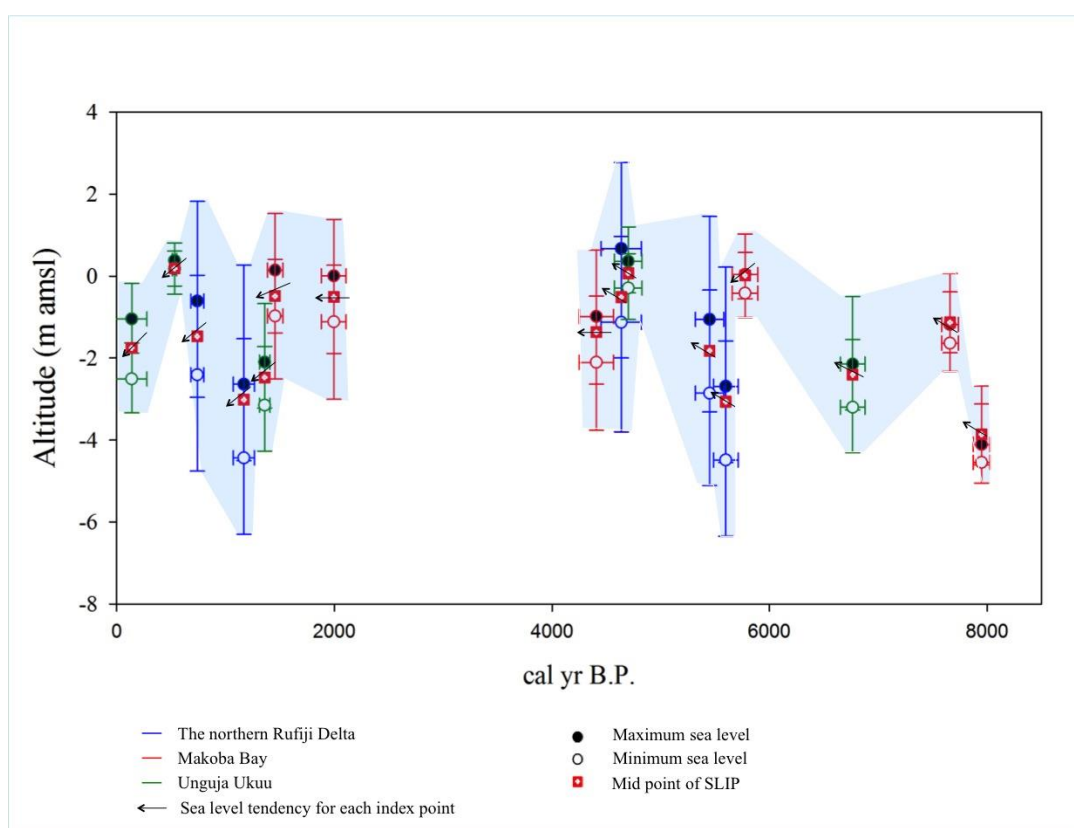 4
2
0
-2
-4
-6
-8
Altitude (m amsl)
0 2000 4000 6000 8000
cal yr B.P.
The northern Rufiji Delta
Makoba Bay
Unguja Ukuu
Sea level tendency for each index point
Maximum sea level
Minimum sea level
Mid point of SLIP